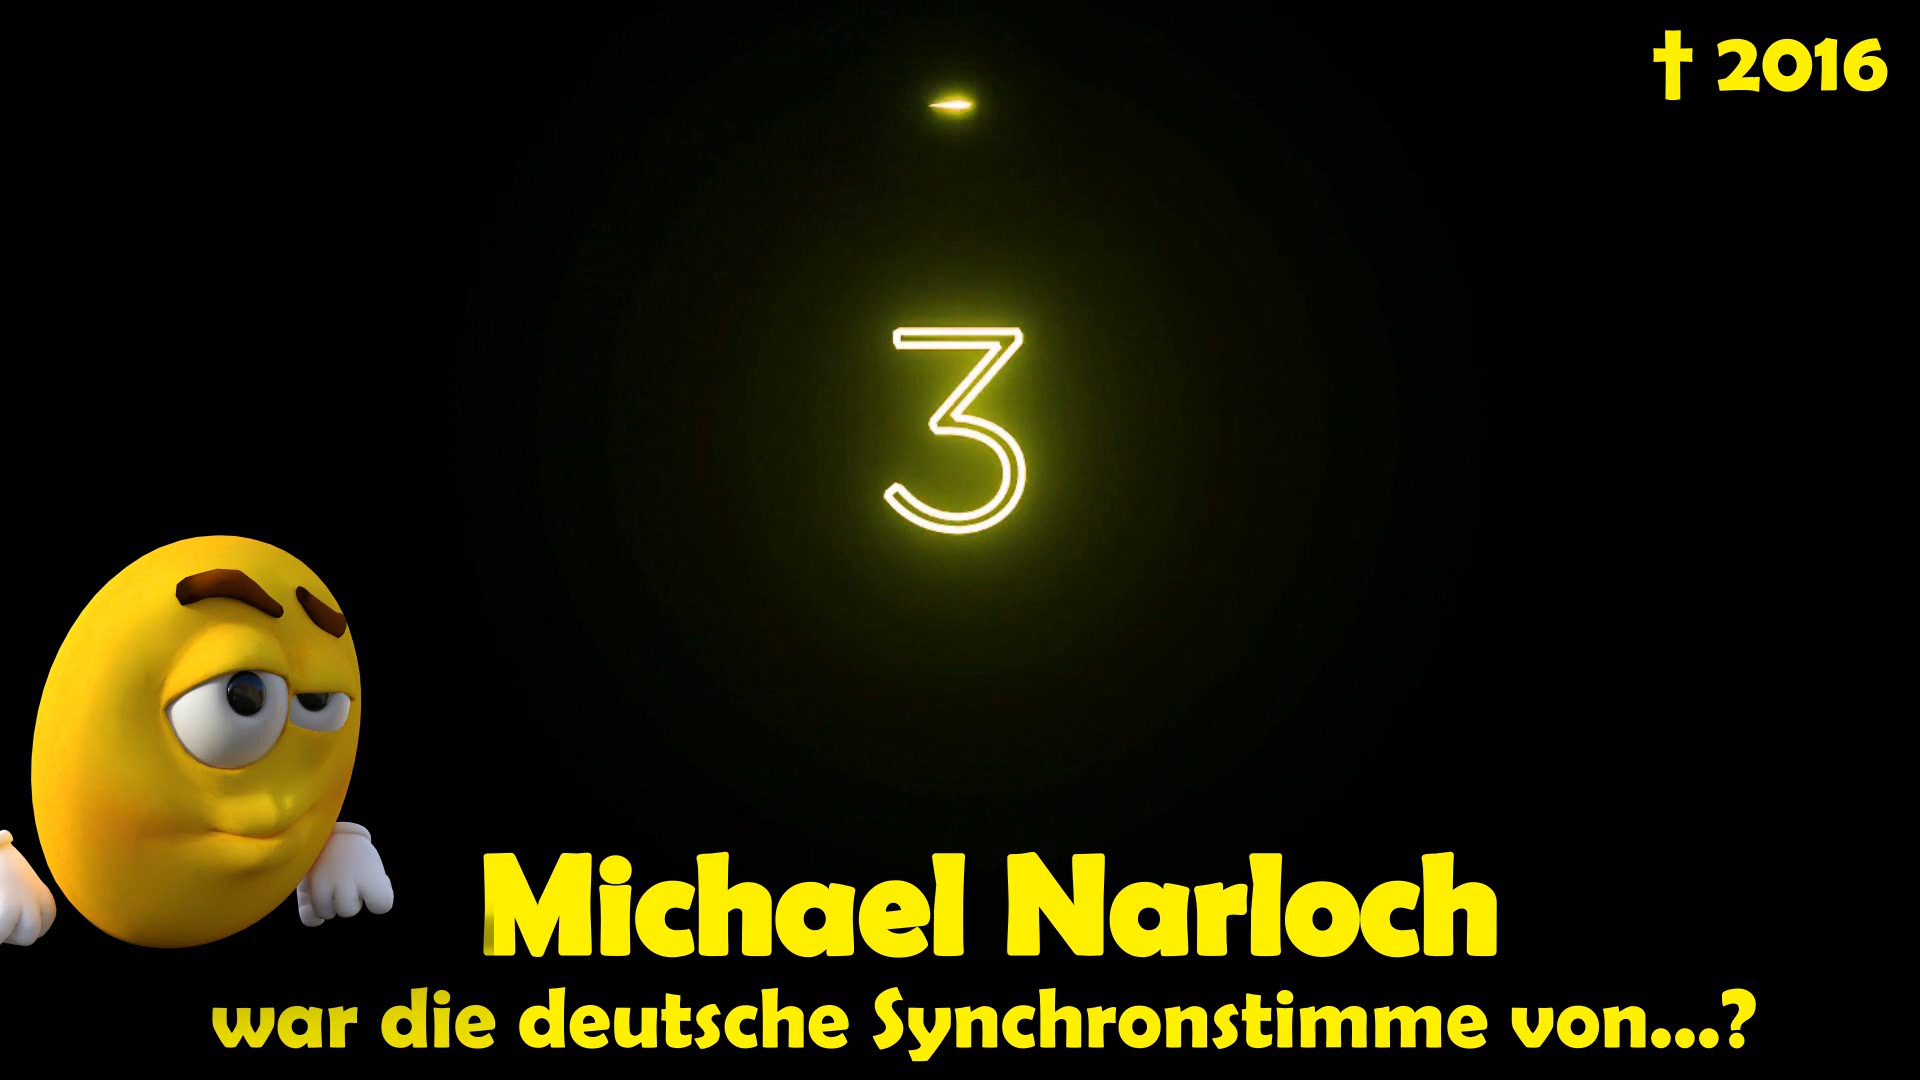 † 2016
3
Michael Narloch
war die deutsche Synchronstimme von...?